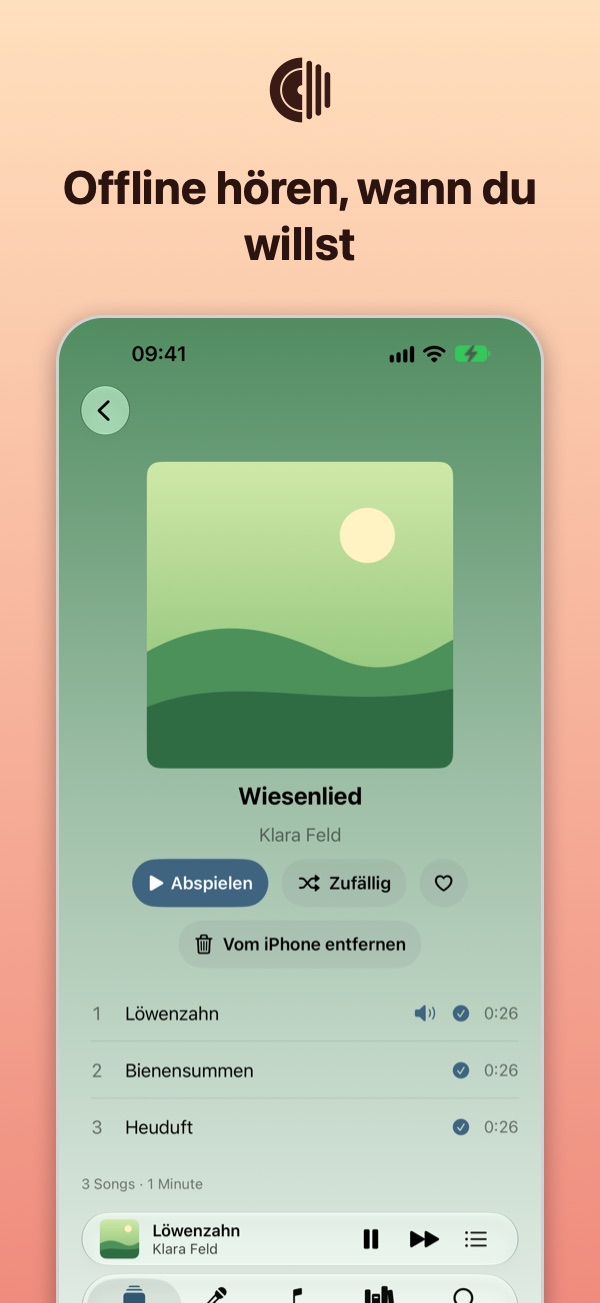 Offline hören, wann du
willst
09:41
Wiesenlied
Klara Feld
Abspielen
Zufällig
Vom iPhone entfernen
1 Löwenzahn 0:26
2 Bienensummen 0:26
3 Heuduft 0:26
3 Songs · 1 Minute
Löwenzahn
Klara Feld